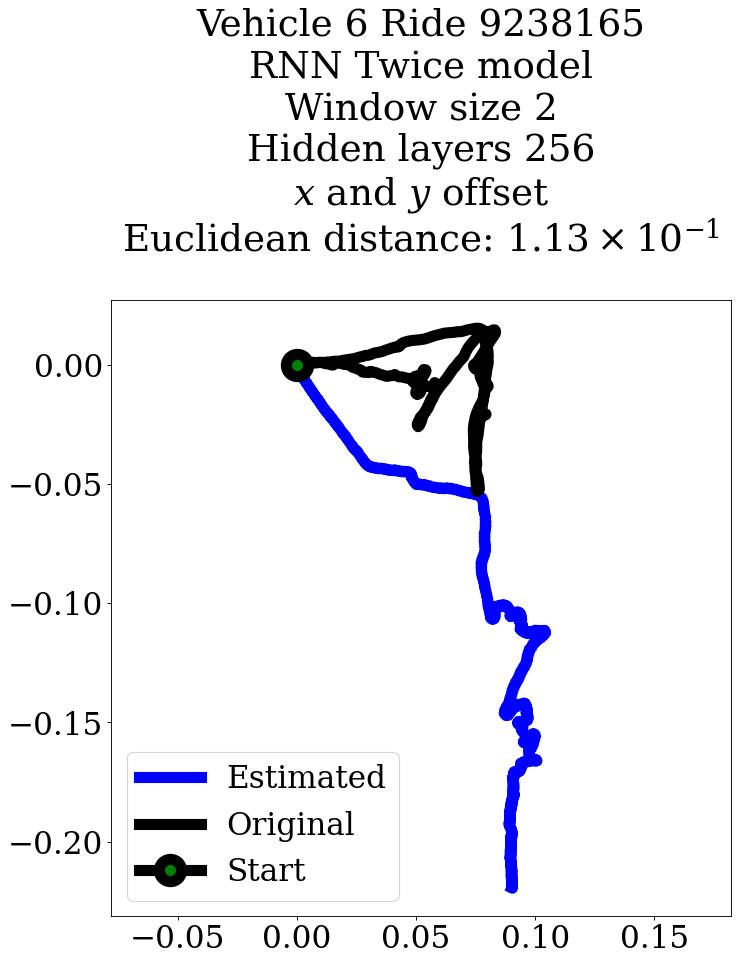 Vehicle 6 Ride 9238165
RNN Twice model
Window size 2
Hidden layers 256
x and y offset
Euclidean distance: 1.13 × 10⁻¹
0.00
−0.05
−0.10
−0.15
−0.20
Estimated
Original
Start
−0.05 0.00 0.05 0.10 0.15